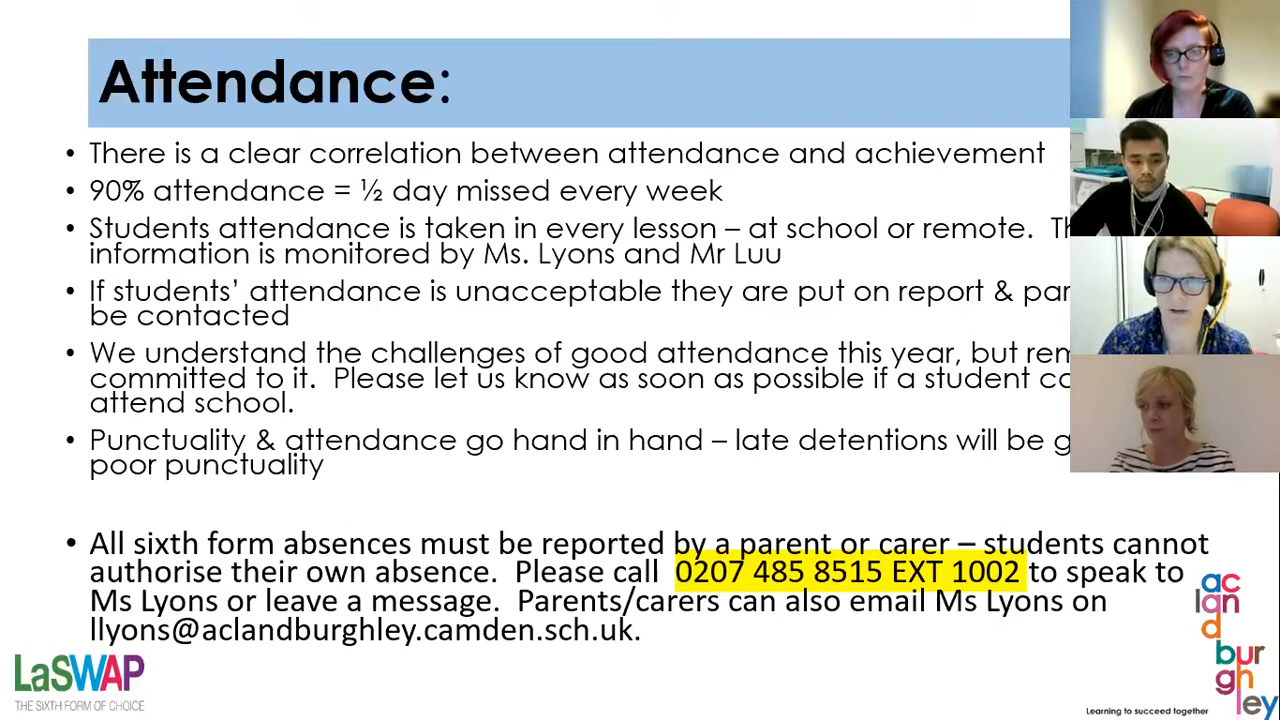 Attendance:
• There is a clear correlation between attendance and achievement
• 90% attendance = ½ day missed every week
• Students attendance is taken in every lesson – at school or remote.
information is monitored by Ms. Lyons and Mr Luu
• If students’ attendance is unacceptable they are put on report &
be contacted
• We understand the challenges of good attendance this year, but
committed to it. Please let us know as soon as possible if a student
attend school.
• Punctuality & attendance go hand in hand – late detentions will be
poor punctuality
• All sixth form absences must be reported by a parent or carer – students cannot
authorise their own absence. Please call 0207 485 8515 EXT 1002 to speak to
Ms Lyons or leave a message. Parents/carers can also email Ms Lyons on
llyons@aclandburghley.camden.sch.uk.
LaSWAP
THE SIXTH FORM OF CHOICE
ac
lan
d
bur
gh
ley
Learning to succeed together